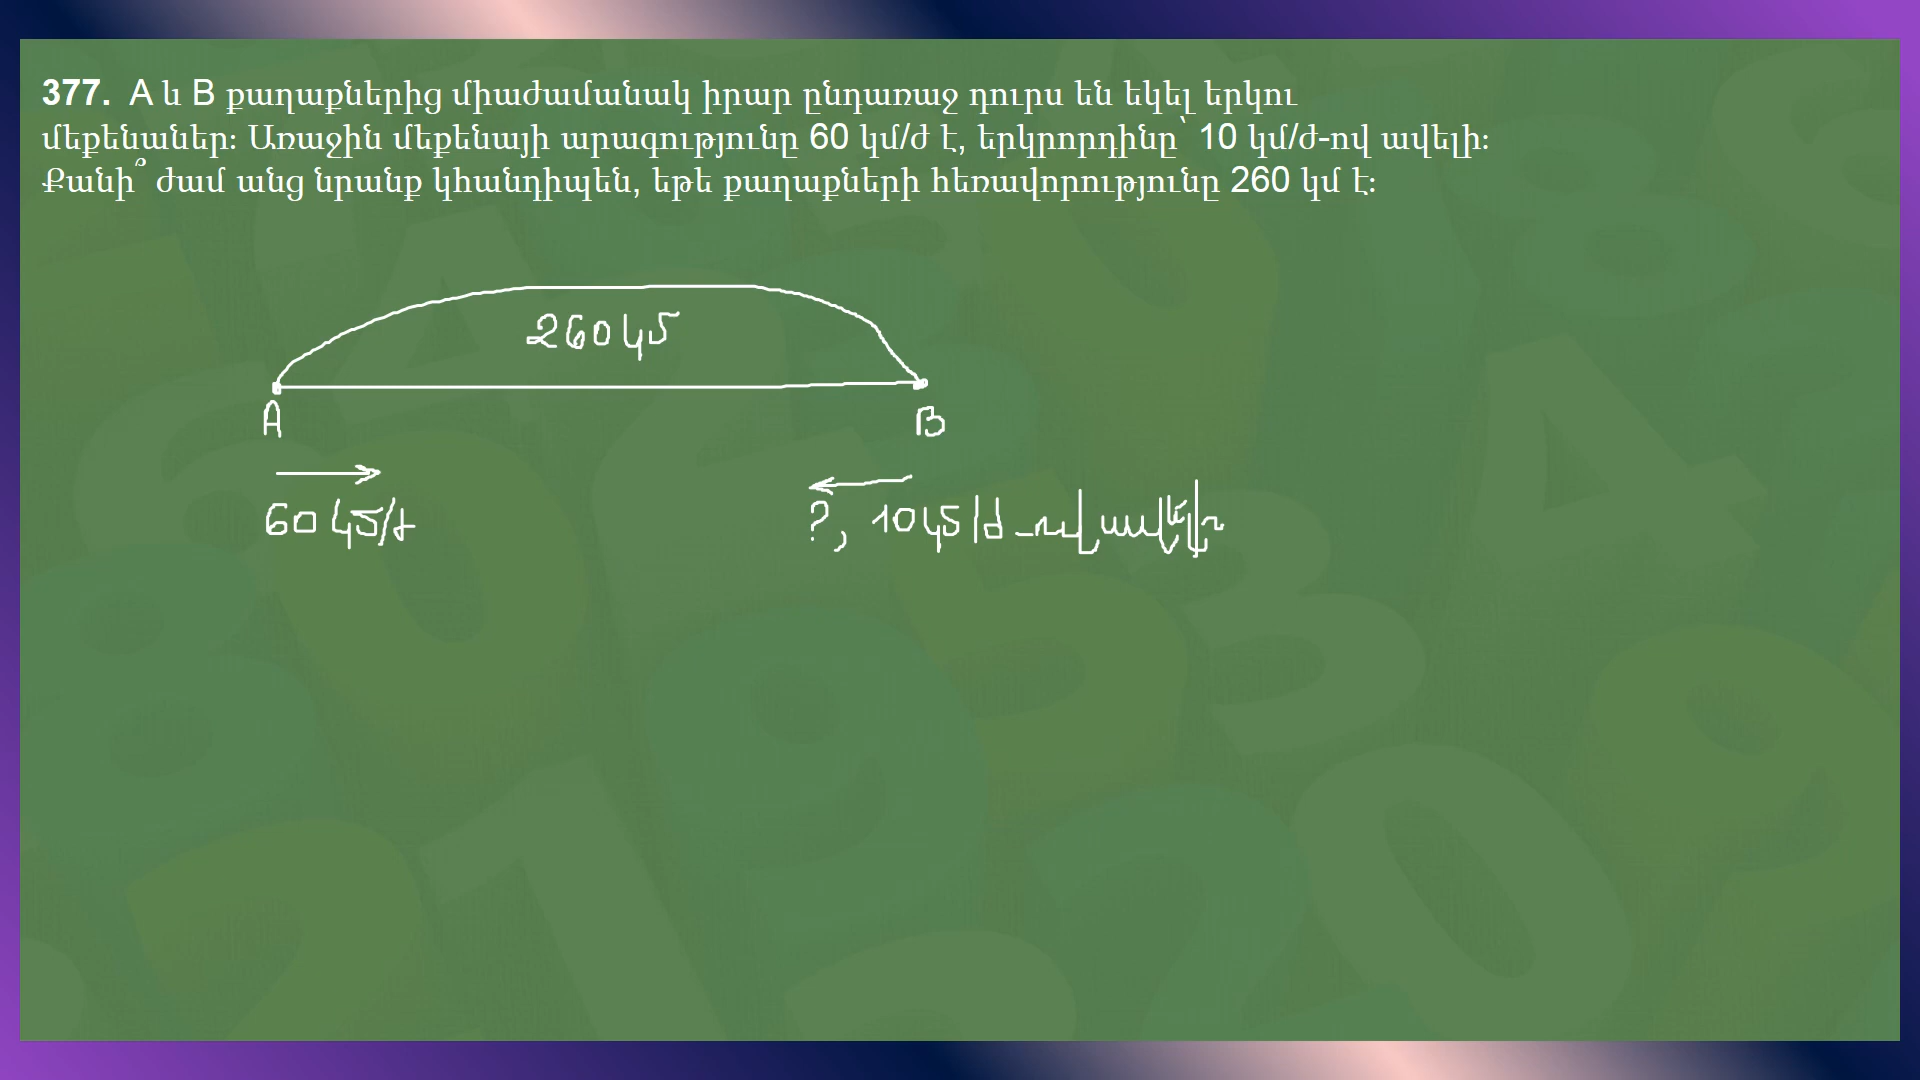 377. A և B քաղաքներից միաժամանակ իրար ընդառաջ դուրս են եկել երկու
մեքենաներ։ Առաջին մեքենայի արագությունը 60 կմ/ժ է, երկրորդինը՝ 10 կմ/ժ-ով ավելի։
Քանի՞ ժամ անց նրանք կհանդիպեն, եթե քաղաքների հեռավորությունը 260 կմ է։
260 կմ
A B
60 կմ/ժ ?, 10 կմ/ժ-ով ավելի